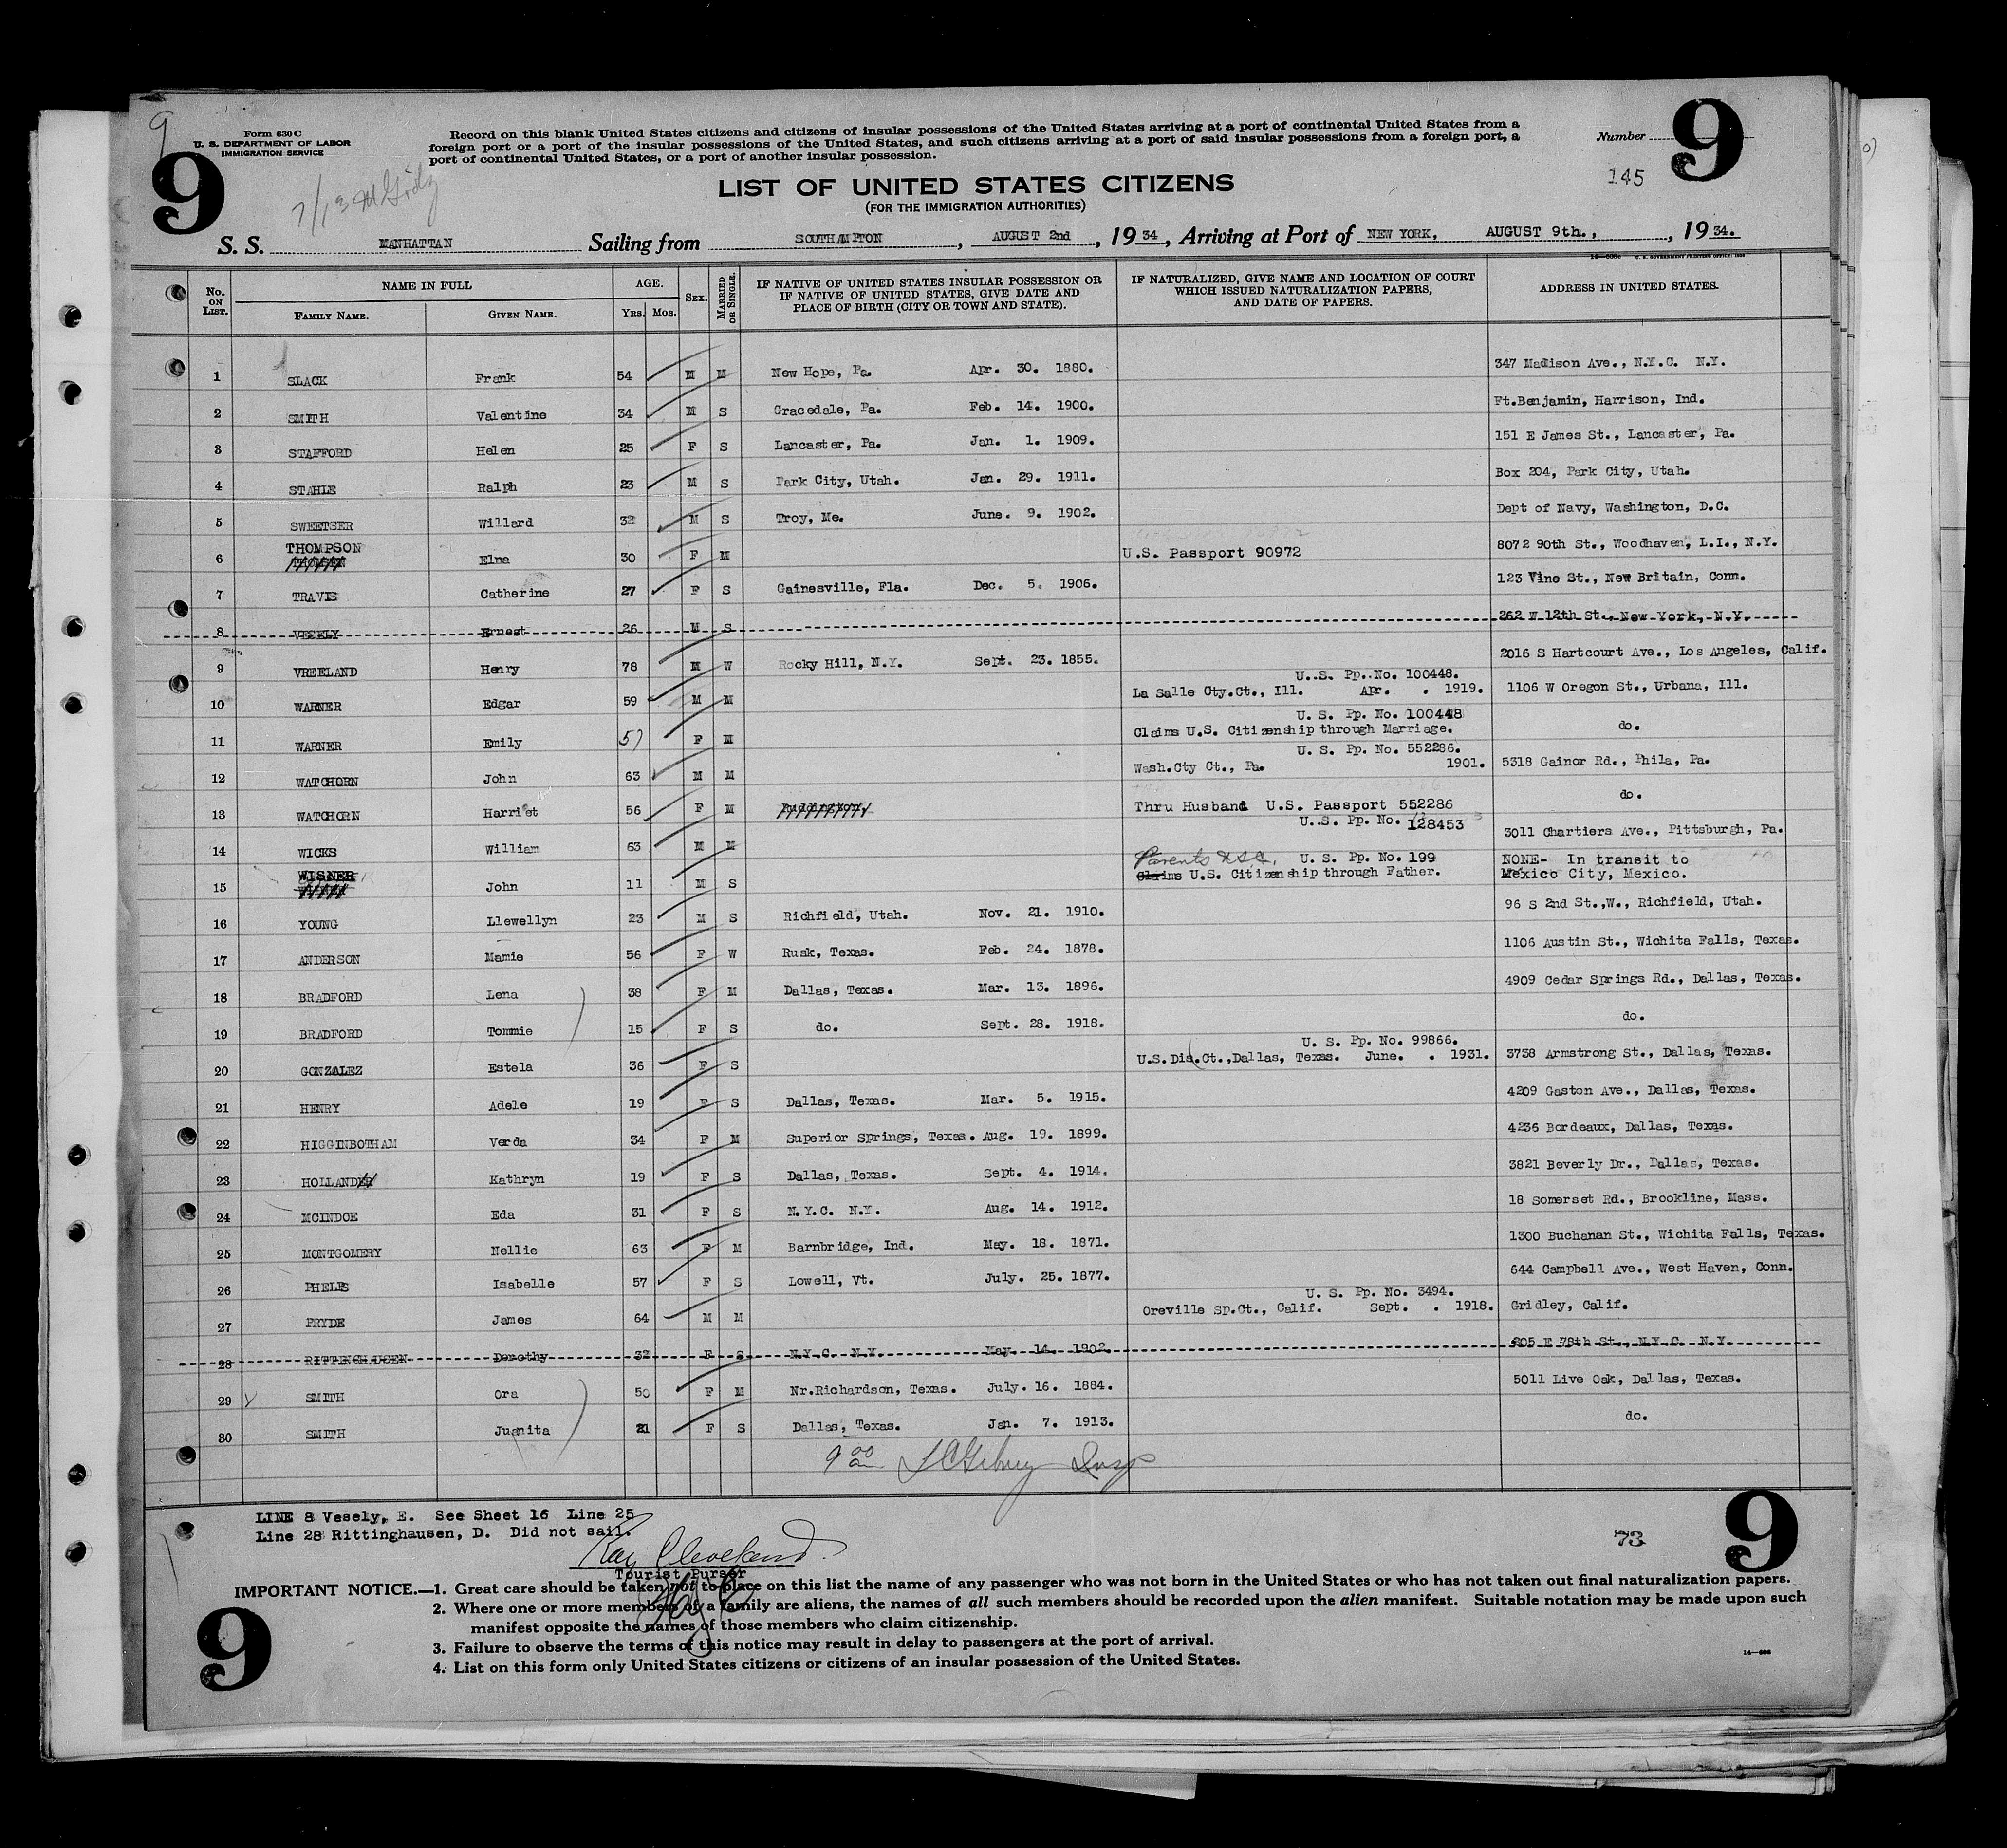 9
Form 630 C
U. S. DEPARTMENT OF LABOR
IMMIGRATION SERVICE
Record on this blank United States citizens and citizens of insular possessions of the United States arriving at a port of continental United States from a
foreign port or a port of the insular possessions of the United States, and such citizens arriving at a port of said insular possessions from a foreign port, a
port of continental United States, or a port of another insular possession.
Number
9
9
145
LIST OF UNITED STATES CITIZENS
(FOR THE IMMIGRATION AUTHORITIES)
S. S. MANHATTAN Sailing from SOUTHAMPTON, AUGUST 2nd, 1934, Arriving at Port of NEW YORK, AUGUST 9th., 1934.
No. ON LIST. NAME IN FULL FAMILY NAME. GIVEN NAME. AGE. YRS. MOS. SEX. MARRIED OR SINGLE. IF NATIVE OF UNITED STATES INSULAR POSSESSION OR IF NATIVE OF UNITED STATES, GIVE DATE AND PLACE OF BIRTH (CITY OR TOWN AND STATE). IF NATURALIZED, GIVE NAME AND LOCATION OF COURT WHICH ISSUED NATURALIZATION PAPERS, AND DATE OF PAPERS. ADDRESS IN UNITED STATES.
1 SLACK Frank 54 M M New Hope, Pa. Apr. 30. 1880. 347 Madison Ave., N.Y.C. N.Y.
2 SMITH Valentine 34 M S Gracedale, Pa. Feb. 14. 1900. Ft.Benjamin, Harrison, Ind.
3 STAFFORD Helen 25 F S Lancaster, Pa. Jan. 1. 1909. 151 E James St., Lancaster, Pa.
4 STAHLE Ralph 23 M S Park City, Utah. Jan. 29. 1911. Box 204, Park City, Utah.
5 SWEETSER Willard 32 M S Troy, Me. June. 9. 1902. Dept of Navy, Washington, D.C.
6 THOMPSON Elna 30 F M U.S. Passport 90972 8072 90th St., Woodhaven, L.I., N.Y.
7 TRAVIS Catherine 27 F S Gainesville, Fla. Dec. 5. 1906. 123 Vine St., New Britain, Conn.
8 VESELY Ernest 26 M S 262 W 12th St., New York, N.Y.
9 VREELAND Henry 78 M W Rocky Hill, N.Y. Sept. 23. 1855. 2016 S Hartcourt Ave., Los Angeles, Calif.
U.S. Pp. No. 100448.
10 WARNER Edgar 59 M M La Salle Cty.Ct., Ill. Apr. . 1919. 1106 W Oregon St., Urbana, Ill.
U. S. Pp. No. 100448
11 WARNER Emily 57 F M Claims U.S. Citizenship through Marriage. do.
U. S. Pp. No. 552286.
12 WATCHORN John 63 M M Wash.Cty Ct., Pa. 1901. 5318 Gainor Rd., Phila, Pa.
13 WATCHORN Harriet 56 F M Thru Husband U.S. Passport 552286 do.
U.S. Pp. No. 128453
14 WICKS William 63 M M 3011 Chartiers Ave., Pittsburgh, Pa.
Parents U.S.C. U. S. Pp. No. 199 NONE- In transit to
15 WISNER John 11 M S Claims U.S. Citizenship through Father. Mexico City, Mexico.
16 YOUNG Llewellyn 23 M S Richfield, Utah. Nov. 21. 1910. 96 S 2nd St.,W., Richfield, Utah.
17 ANDERSON Mamie 56 F W Rusk, Texas. Feb. 24. 1878. 1106 Austin St., Wichita Falls, Texas.
18 BRADFORD Lena 38 F M Dallas, Texas. Mar. 13. 1896. 4909 Cedar Springs Rd., Dallas, Texas.
19 BRADFORD Tommie 15 F S do. Sept. 28. 1918. do.
U. S. Pp. No. 99866.
20 GONZALEZ Estela 36 F S U.S.Dis.Ct.,Dallas, Texas. June. . 1931. 3738 Armstrong St., Dallas, Texas.
21 HENRY Adele 19 F S Dallas, Texas. Mar. 5. 1915. 4209 Gaston Ave., Dallas, Texas.
22 HIGGINBOTHAM Verda 34 F M Superior Springs, Texas. Aug. 19. 1899. 4236 Bordeaux, Dallas, Texas.
23 HOLLANDER Kathryn 19 F S Dallas, Texas. Sept. 4. 1914. 3821 Beverly Dr., Dallas, Texas.
24 MCINDOE Eda 31 F S N.Y.C. N.Y. Aug. 14. 1912. 18 Somerset Rd., Brookline, Mass.
25 MONTGOMERY Nellie 63 F M Barnbridge, Ind. May. 18. 1871. 1300 Buchanan St., Wichita Falls, Texas.
26 PHELPS Isabelle 57 F S Lowell, Vt. July. 25. 1877. 644 Campbell Ave., West Haven, Conn.
U. S. Pp. No. 3494.
27 PRYDE James 64 M M Oreville Sp.Ct., Calif. Sept. . 1918. Gridley, Calif.
28 RITTINGHAUSEN Dorothy 32 F S N.Y.C. N.Y. May. 14. 1902. 205 E 78th St., N.Y.C. N.Y.
29 SMITH Ora 50 F M Nr.Richardson, Texas. July. 16. 1884. 5011 Live Oak, Dallas, Texas.
30 SMITH Juanita 21 F S Dallas, Texas. Jan. 7. 1913. do.
9 00 am Insp
LINE 8 Vesely, E. See Sheet 16 Line 25
Line 28 Rittinghausen, D. Did not sail.
Ray Cleveland.
Tourist Purser
73
9
IMPORTANT NOTICE.—1. Great care should be taken not to place on this list the name of any passenger who was not born in the United States or who has not taken out final naturalization papers.
2. Where one or more members of a family are aliens, the names of all such members should be recorded upon the alien manifest. Suitable notation may be made upon such
manifest opposite the names of those members who claim citizenship.
3. Failure to observe the terms of this notice may result in delay to passengers at the port of arrival.
4. List on this form only United States citizens or citizens of an insular possession of the United States.
9